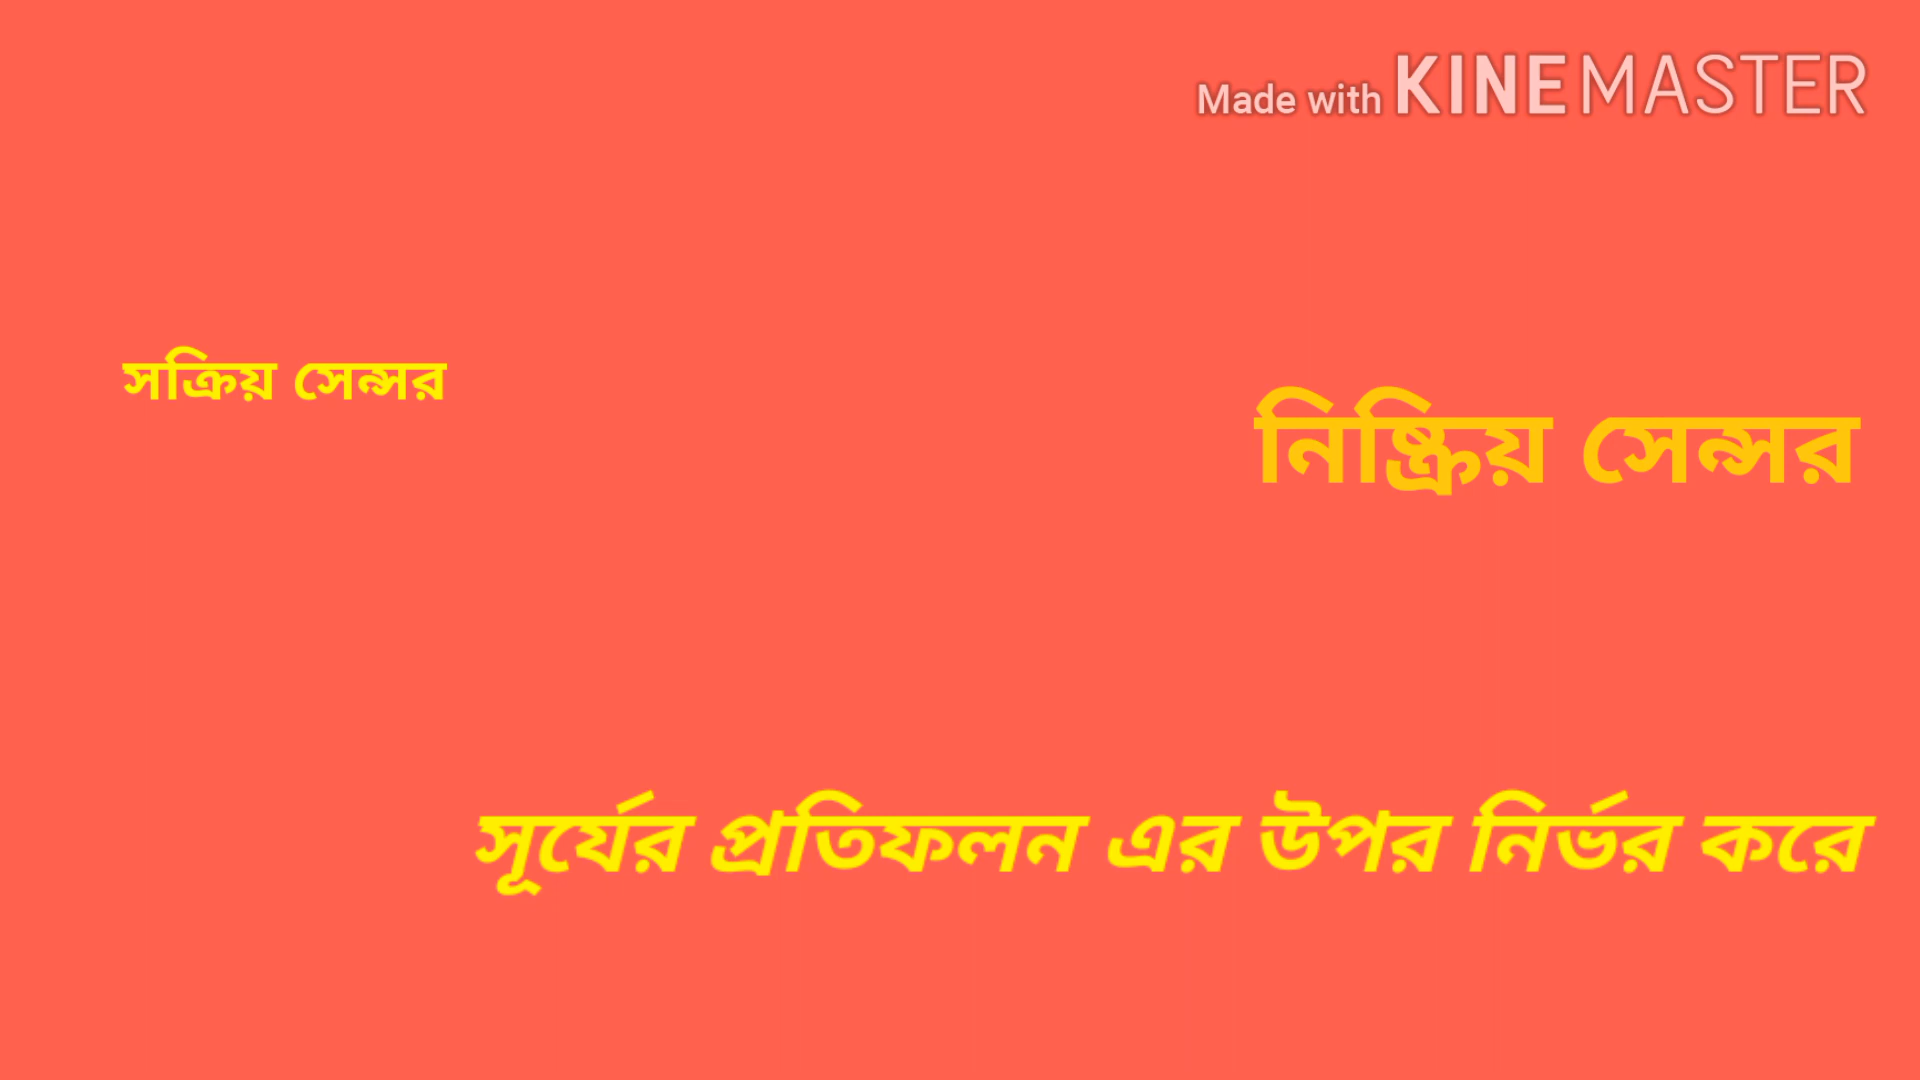 Made with KINEMASTER
সক্রিয় সেন্সর
নিষ্ক্রিয় সেন্সর
সূর্যের প্রতিফলন এর উপর নির্ভর করে